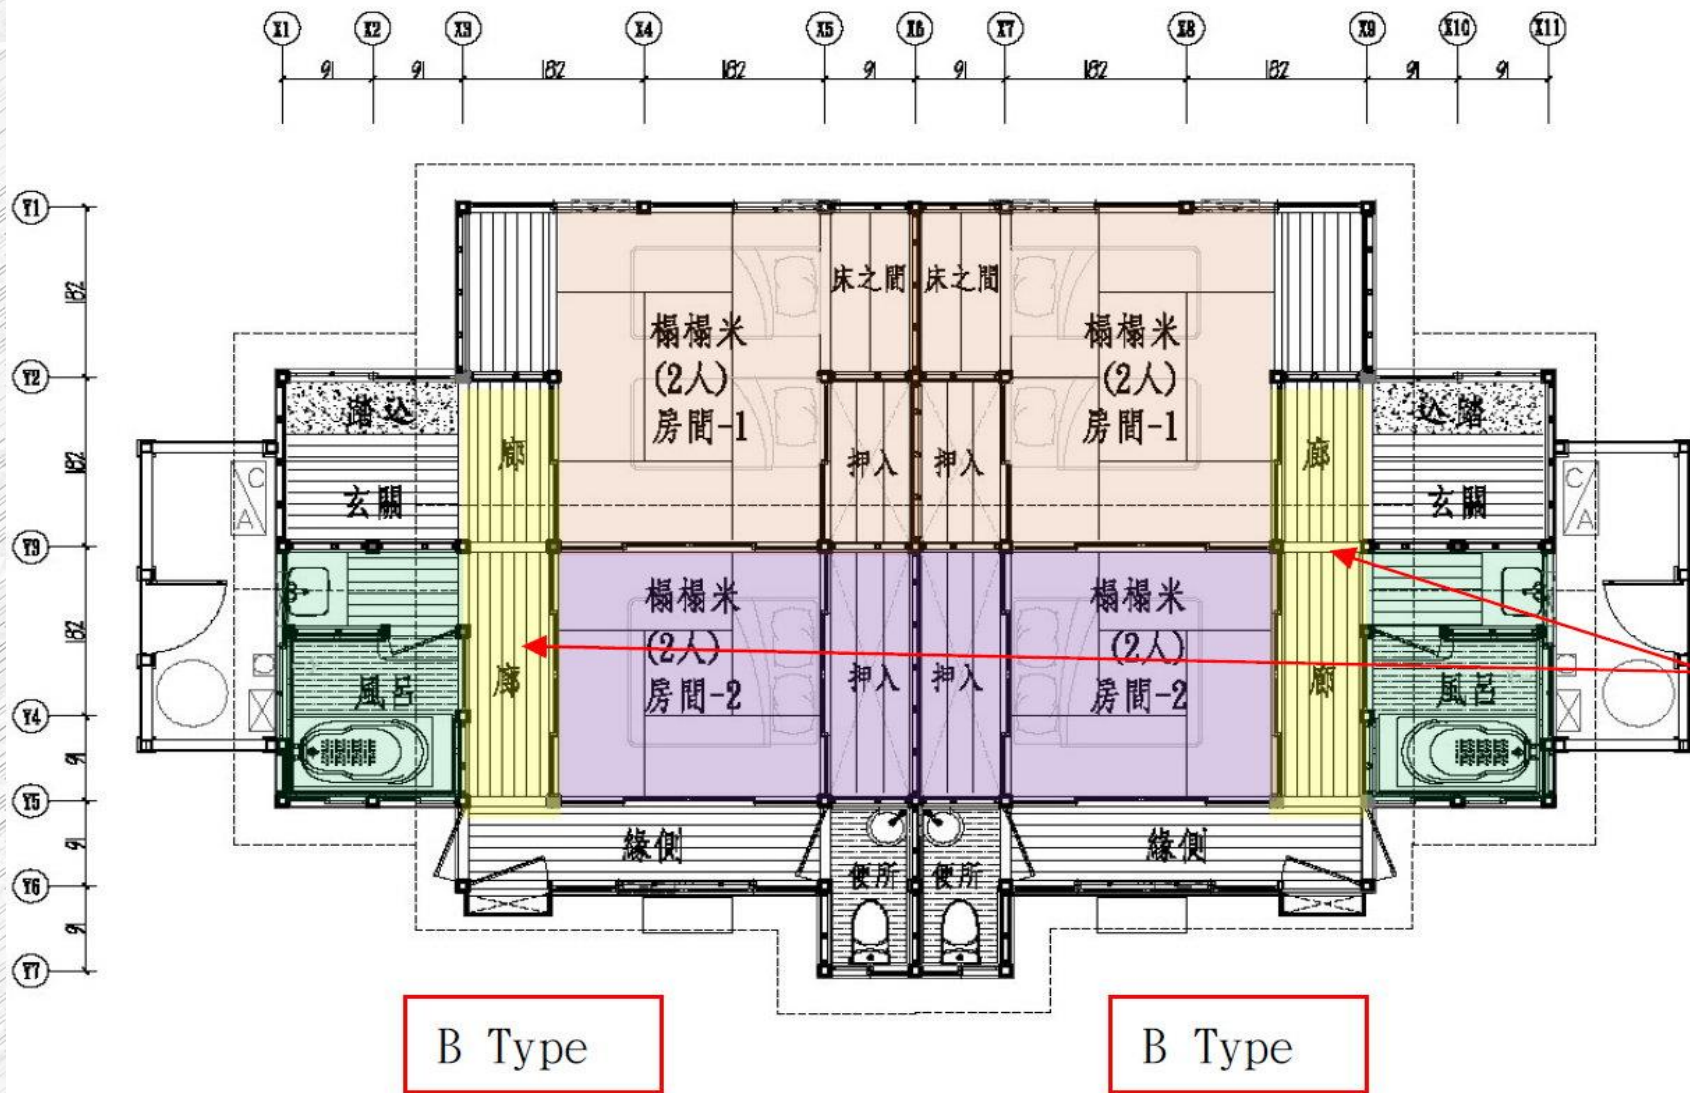 X1 X2 X3 X4 X5 X6 X7 X8 X9 X10 X11
91 91 182 182 91 91 182 182 91 91
Y1
182
Y2
182
Y9
182
Y4
91
Y5
91
Y6
91
Y7
床之間 床之間
榻榻米
(2人)
房間-1
榻榻米
(2人)
房間-1
踏込
廊
押入 押入
廊
込踏
玄關
玄關
C/A
C/A
榻榻米
(2人)
房間-2
榻榻米
(2人)
房間-2
風呂
廊
押入 押入
廊
風呂
緣側
緣側
便所 便所
B Type
B Type